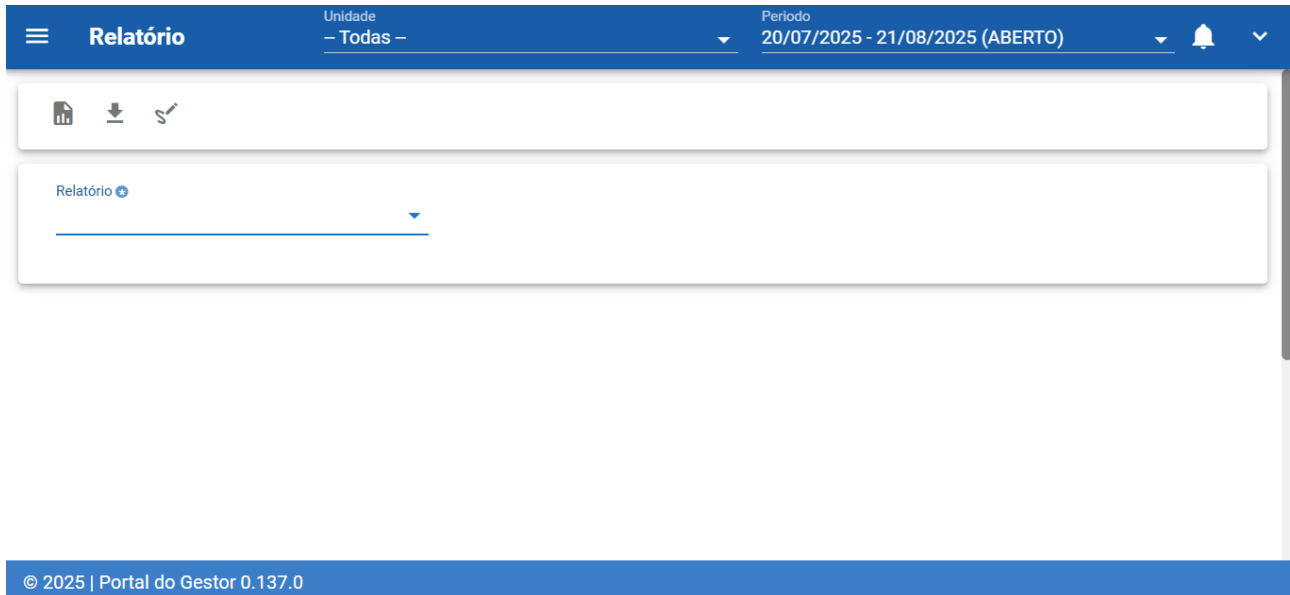 Relatório
Unidade
-- Todas --
Periodo
20/07/2025 - 21/08/2025 (ABERTO)
Relatório
© 2025 | Portal do Gestor 0.137.0